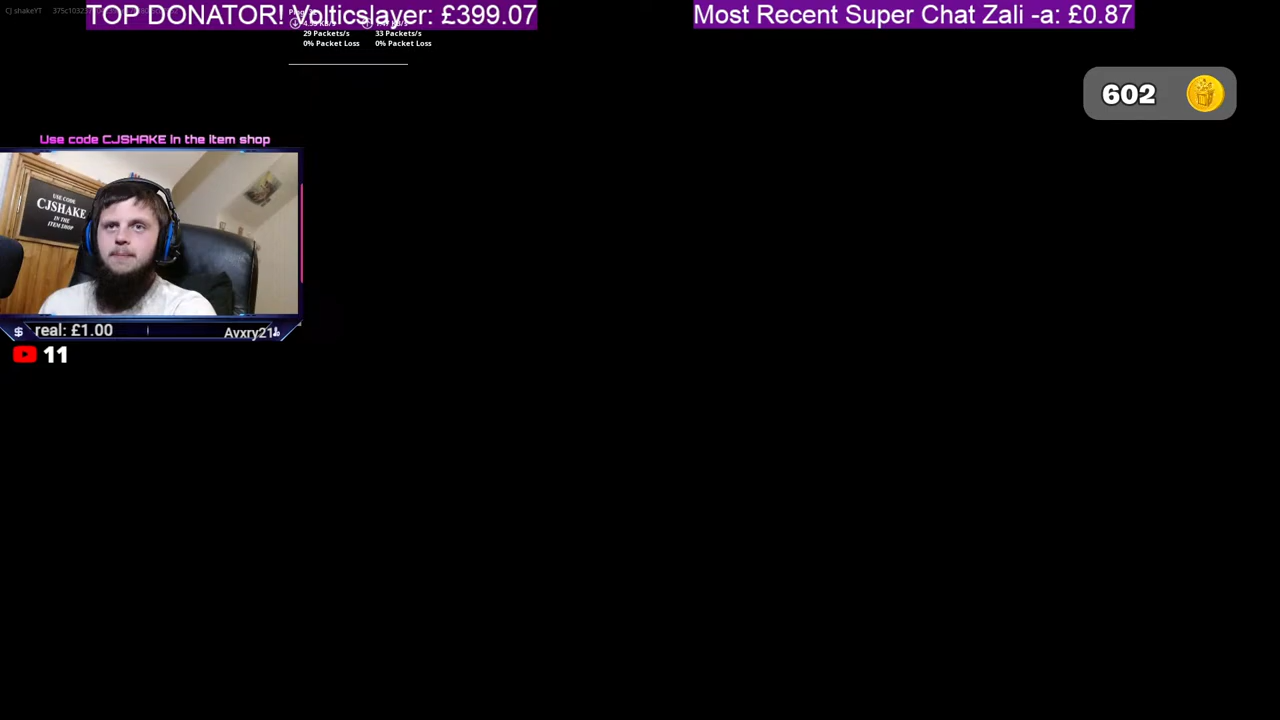 CJ shakeYT
TOP DONATOR! Volticslayer: £399.07
Most Recent Super Chat Zali -a: £0.87
29 Packets/s
33 Packets/s
0% Packet Loss
0% Packet Loss
602
Use code CJSHAKE in the item shop
USE CODE
CJSHAKE
IN THE
ITEM SHOP
$ real: £1.00
Avxry21
11